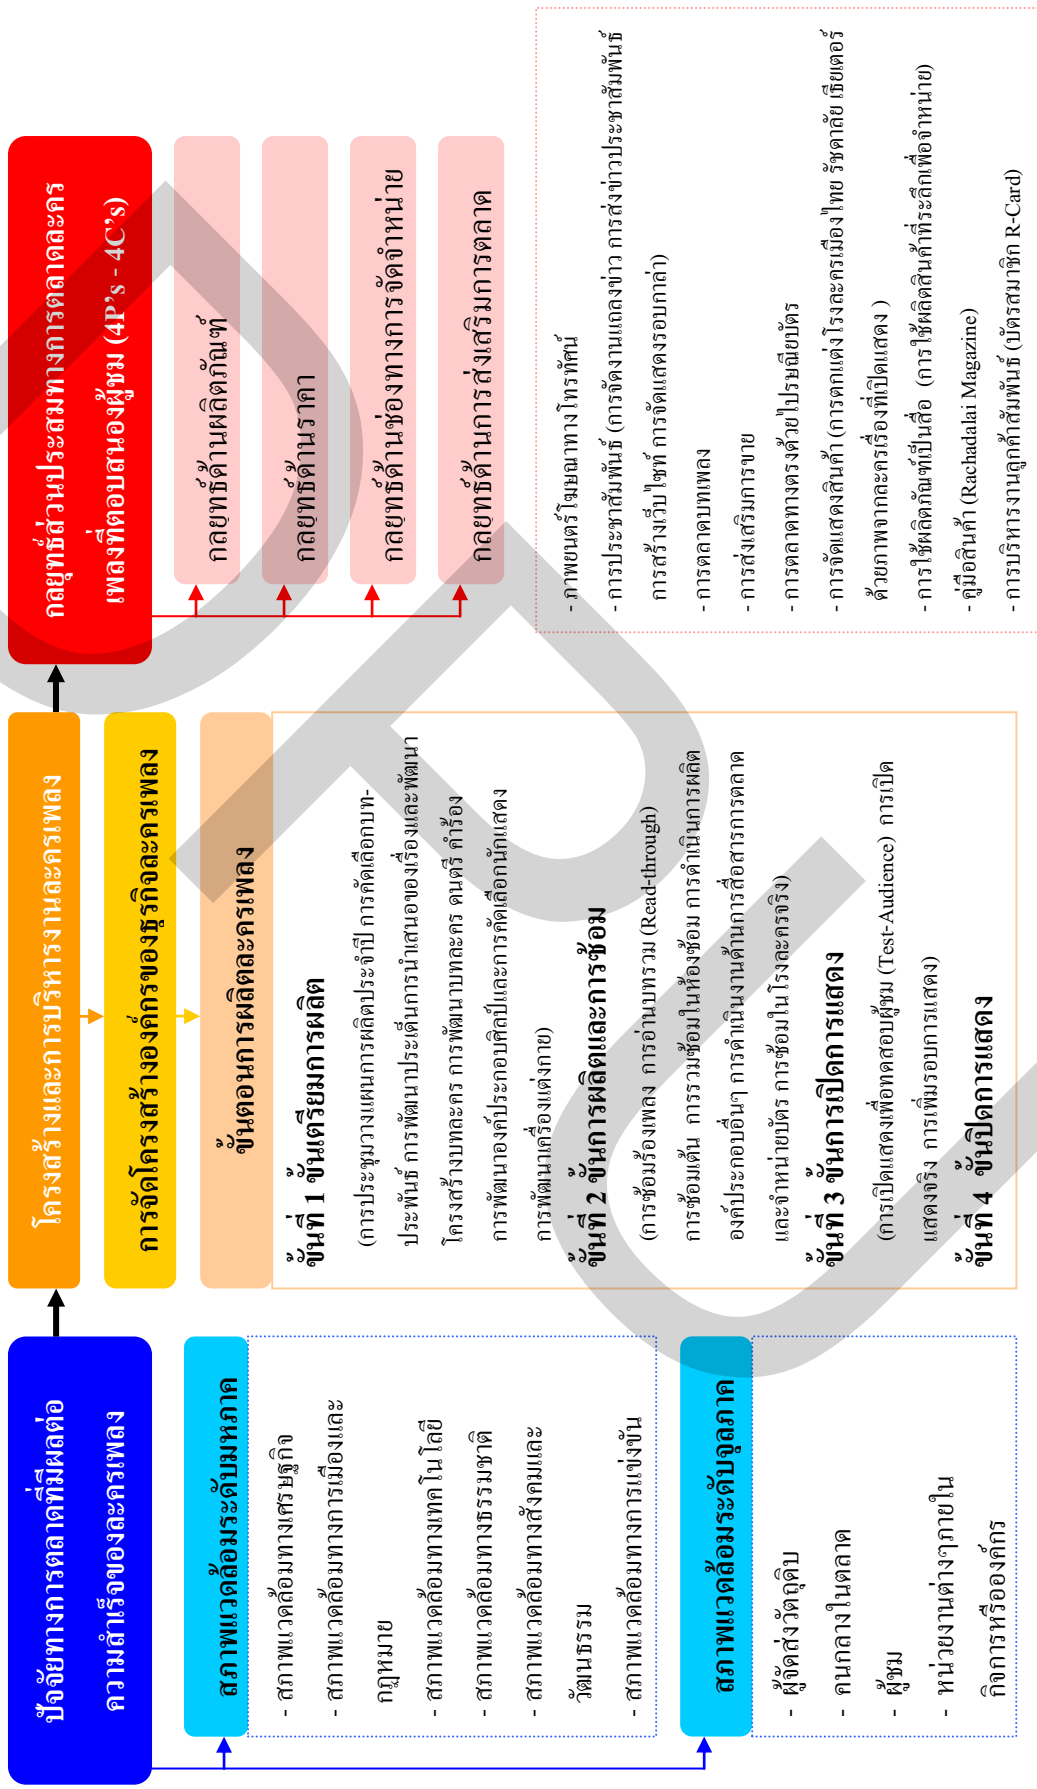 ปัจจัยทางการตลาดที่มีผลต่อ
ความสำเร็จของละครเพลง
สภาพแวดล้อมระดับมหภาค
- สภาพแวดล้อมทางเศรษฐกิจ
- สภาพแวดล้อมทางการเมืองและ
กฎหมาย
- สภาพแวดล้อมทางเทคโนโลยี
- สภาพแวดล้อมทางธรรมชาติ
- สภาพแวดล้อมทางสังคมและ
วัฒนธรรม
- สภาพแวดล้อมทางการแข่งขัน
สภาพแวดล้อมระดับจุลภาค
- ผู้จัดส่งวัตถุดิบ
- คนกลางในตลาด
- ผู้ชม
- หน่วยงานต่างๆภายใน
กิจการหรือองค์กร
โครงสร้างและการบริหารงานละครเพลง
การจัดโครงสร้างองค์กรของธุรกิจละครเพลง
ขั้นตอนการผลิตละครเพลง
ขั้นที่ 1 ขั้นเตรียมการผลิต
(การประชุมวางแผนการผลิตประจำปี การคัดเลือกบท-
ประพันธ์ การพัฒนาประเด็นการนำเสนอของเรื่องและพัฒนา
โครงสร้างบทละคร การพัฒนาบทละคร ดนตรี คำร้อง
การพัฒนาองค์ประกอบศิลป์และการคัดเลือกนักแสดง
การพัฒนาเครื่องแต่งกาย)
ขั้นที่ 2 ขั้นการผลิตและการซ้อม
(การซ้อมร้องเพลง การอ่านบทรวม (Read-through)
การซ้อมเต้น การรวมซ้อมในห้องซ้อม การดำเนินการผลิต
องค์ประกอบอื่นๆ การดำเนินงานด้านการสื่อสารการตลาด
และจำหน่ายบัตร การซ้อมในโรงละครจริง)
ขั้นที่ 3 ขั้นการเปิดการแสดง
(การเปิดแสดงเพื่อทดสอบผู้ชม (Test-Audience) การเปิด
แสดงจริง การเพิ่มรอบการแสดง)
ขั้นที่ 4 ขั้นปิดการแสดง
กลยุทธ์ส่วนประสมทางการตลาดละคร
เพลงที่ตอบสนองผู้ชม (4P's - 4C's)
กลยุทธ์ด้านผลิตภัณฑ์
กลยุทธ์ด้านราคา
กลยุทธ์ด้านช่องทางการจัดจำหน่าย
กลยุทธ์ด้านการส่งเสริมการตลาด
- ภาพยนตร์โฆษณาทางโทรทัศน์
- การประชาสัมพันธ์ (การจัดงานแถลงข่าว การส่งข่าวประชาสัมพันธ์
การสร้างเว็บไซท์ การจัดแสดงรอบกาล่า)
- การตลาดบทเพลง
- การส่งเสริมการขาย
- การตลาดทางตรงด้วยไปรษณียบัตร
- การจัดแสดงสินค้า (การตกแต่งโรงละครเมืองไทย รัชดาลัย เธียเตอร์
ด้วยภาพจากละครเรื่องที่เปิดแสดง )
- การใช้ผลิตภัณฑ์เป็นสื่อ (การใช้ผลิตสินค้าที่ระลึกเพื่อจำหน่าย)
- คู่มือสินค้า (Rachadalai Magazine)
- การบริหารงานลูกค้าสัมพันธ์ (บัตรสมาชิก R-Card)